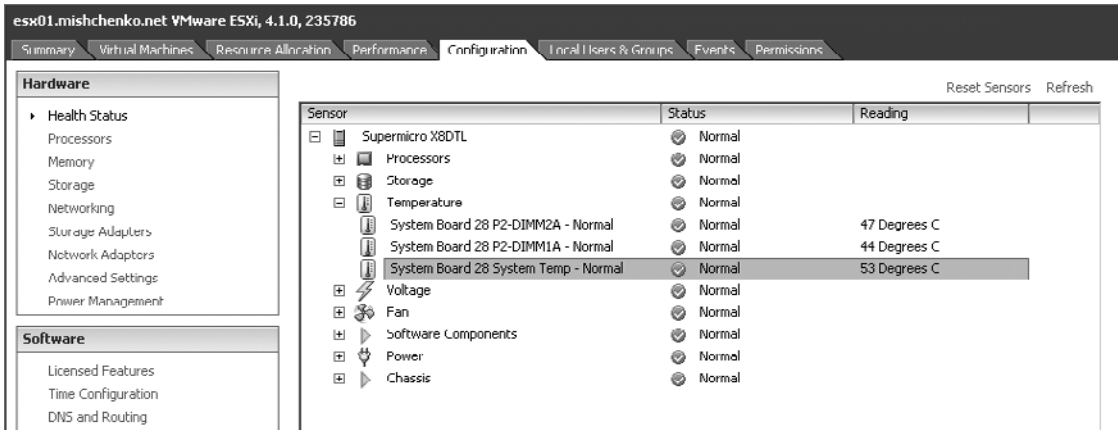 esx01.mishchenko.net VMware ESXi, 4.1.0, 235786
Summary Virtual Machines Resource Allocation Performance Configuration Local Users & Groups Events Permissions
Hardware
Health Status
Processors
Memory
Storage
Networking
Storage Adapters
Network Adapters
Advanced Settings
Power Management
Software
Licensed Features
Time Configuration
DNS and Routing
Reset Sensors Refresh
Sensor Status Reading
Supermicro X8DTL Normal
Processors Normal
Storage Normal
Temperature Normal
System Board 28 P2-DIMM2A - Normal Normal 47 Degrees C
System Board 28 P2-DIMM1A - Normal Normal 44 Degrees C
System Board 28 System Temp - Normal Normal 53 Degrees C
Voltage Normal
Fan Normal
Software Components Normal
Power Normal
Chassis Normal